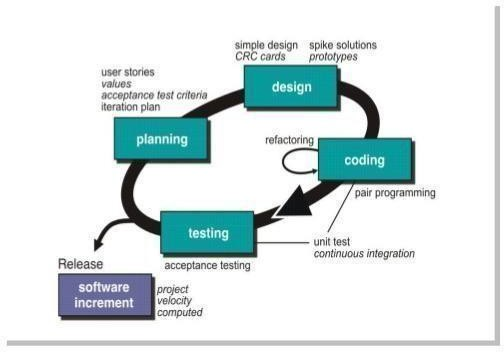 simple design
CRC cards
spike solutions
prototypes
user stories
values
acceptance test criteria
iteration plan
design
planning
refactoring
coding
pair programming
testing
unit test
continuous integration
acceptance testing
Release
software
increment
project
velocity
computed